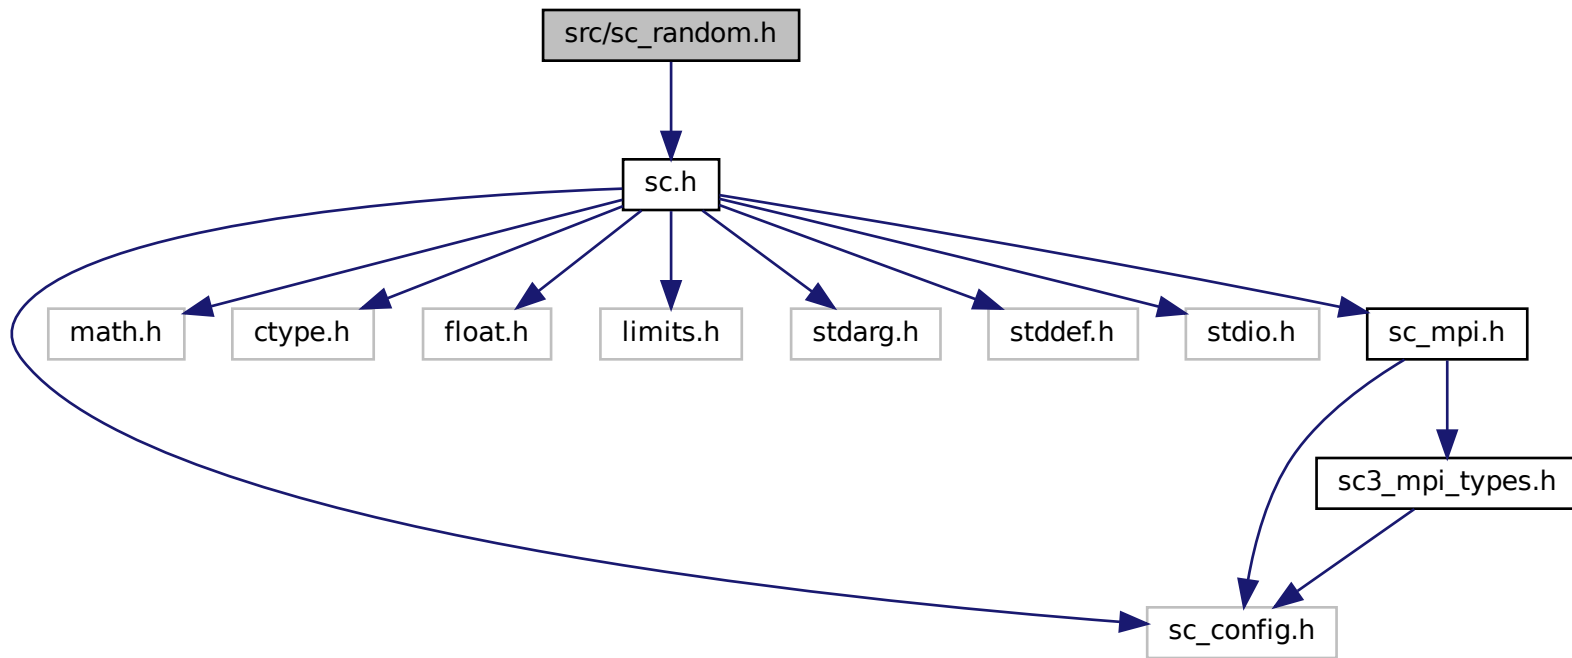 src/sc_random.h
sc.h
math.h
ctype.h
float.h
limits.h
stdarg.h
stddef.h
stdio.h
sc_mpi.h
sc3_mpi_types.h
sc_config.h